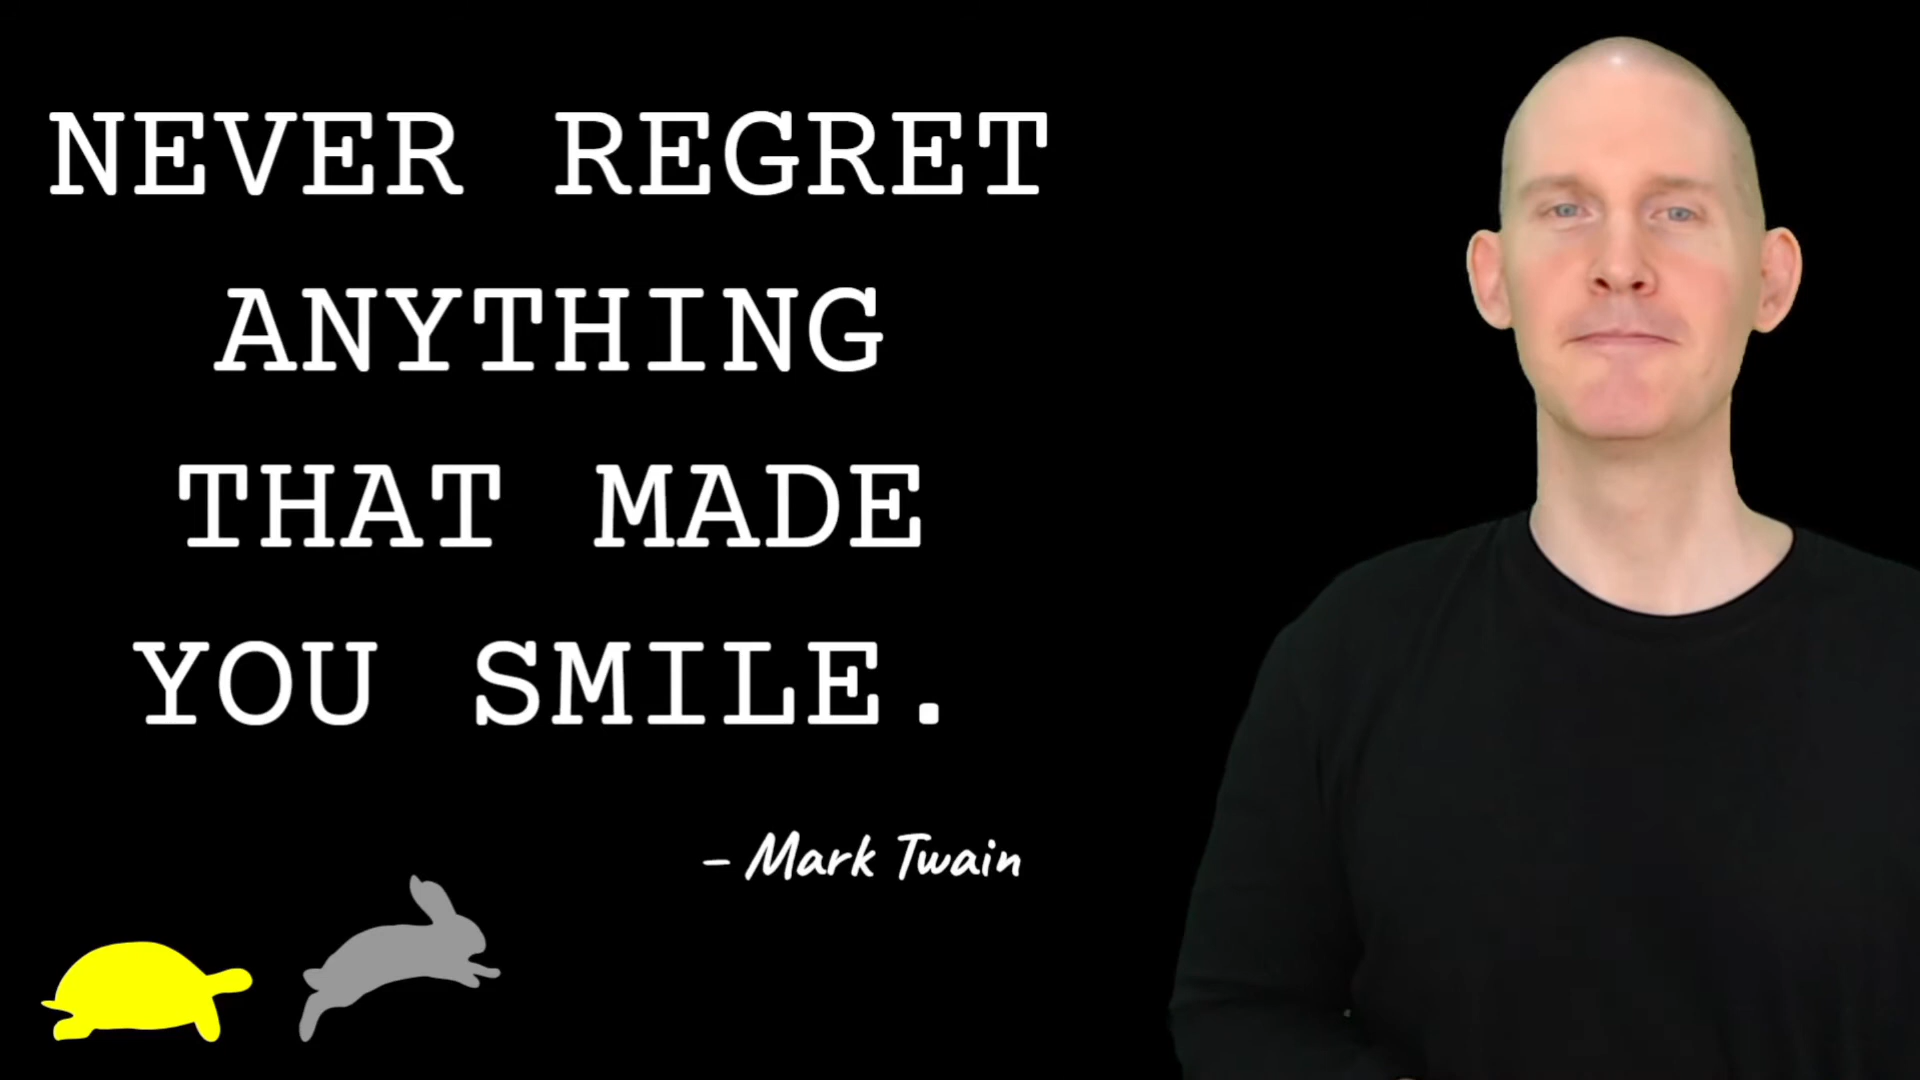 NEVER REGRET
ANYTHING
THAT MADE
YOU SMILE.
– Mark Twain